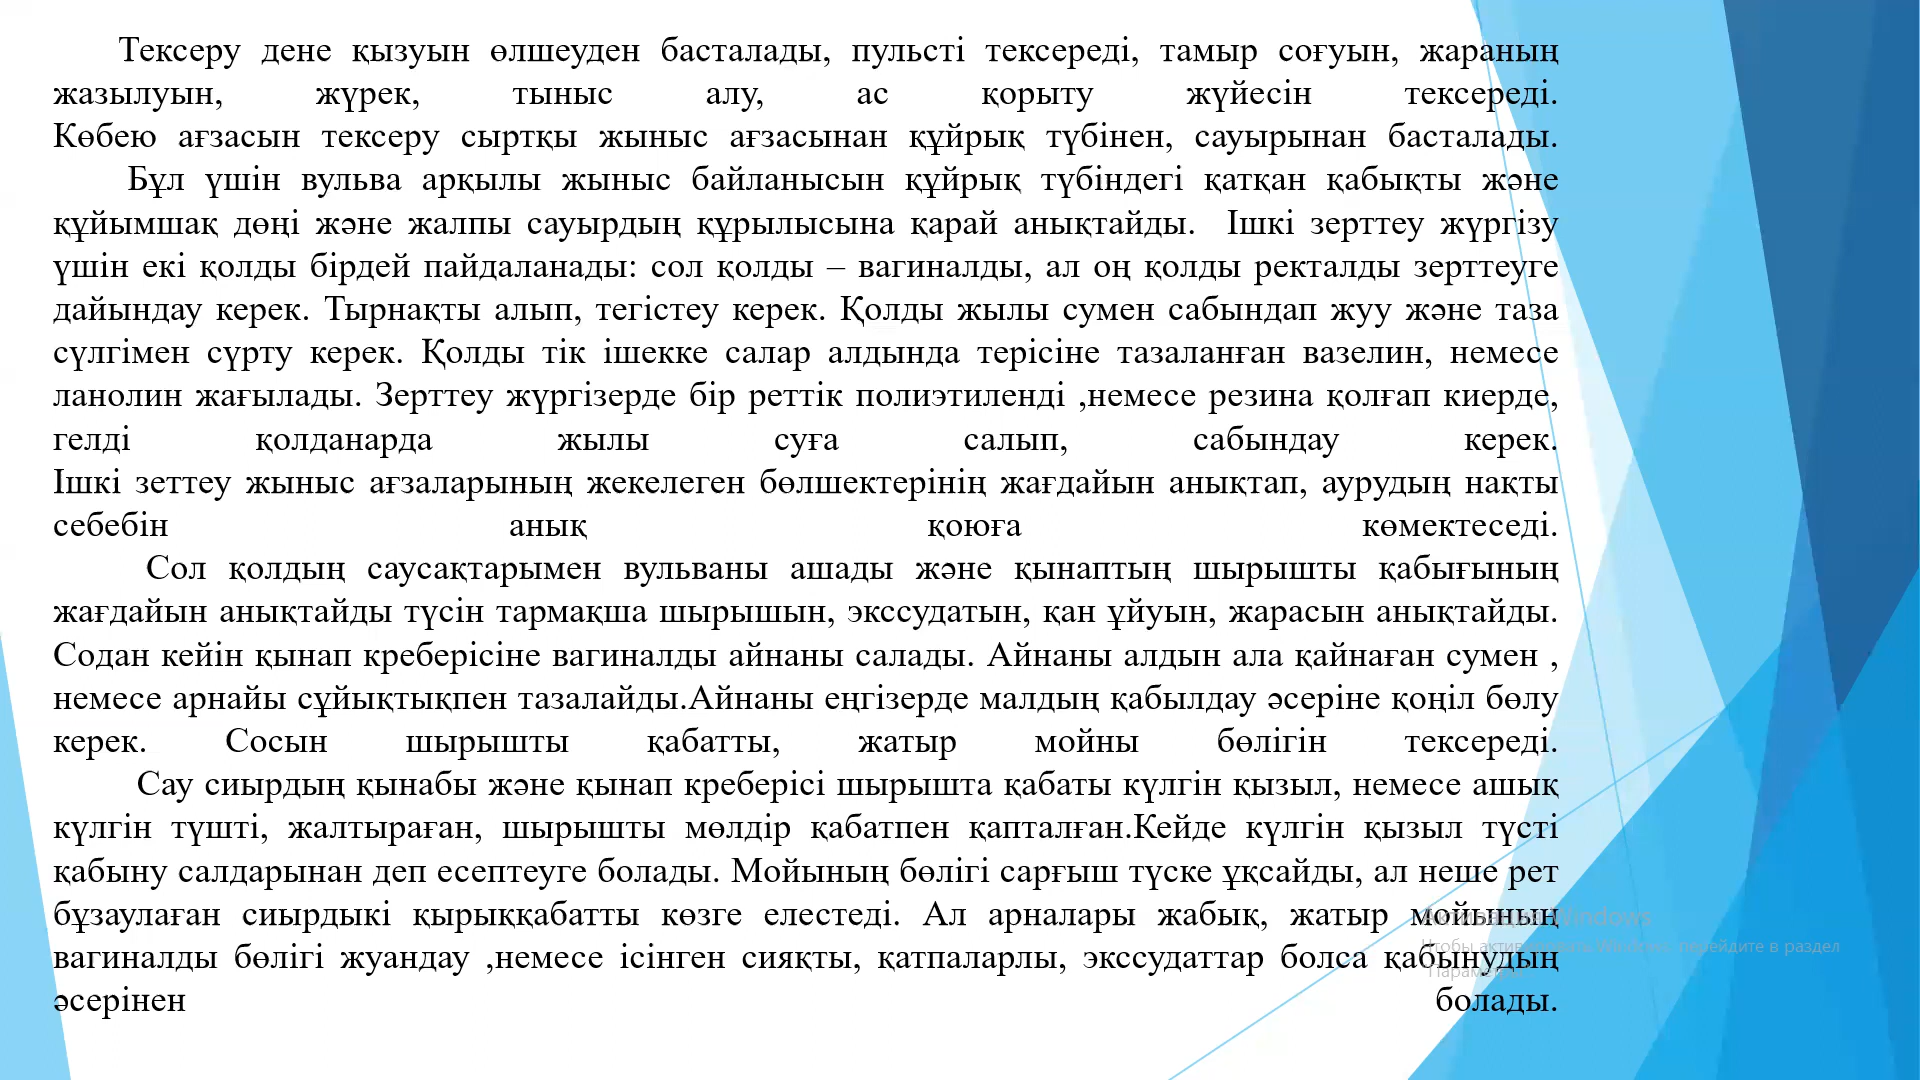 Тексеру дене қызуын өлшеуден басталады, пульсті тексереді, тамыр соғуын, жараның
жазылуын, жүрек, тыныс алу, ас қорыту жүйесін тексереді.
Көбею ағзасын тексеру сыртқы жыныс ағзасынан құйрық түбінен, сауырынан басталады.
Бұл үшін вульва арқылы жыныс байланысын құйрық түбіндегі қатқан қабықты және
құйымшақ дөңі және жалпы сауырдың құрылысына қарай анықтайды. Ішкі зерттеу жүргізу
үшін екі қолды бірдей пайдаланады: сол қолды – вагиналды, ал оң қолды ректалды зерттеуге
дайындау керек. Тырнақты алып, тегістеу керек. Қолды жылы сумен сабындап жуу және таза
сүлгімен сүрту керек. Қолды тік ішекке салар алдында терісіне тазаланған вазелин, немесе
ланолин жағылады. Зерттеу жүргізерде бір реттік полиэтиленді ,немесе резина қолғап киерде,
гелді қолданарда жылы суға салып, сабындау керек.
Ішкі зеттеу жыныс ағзаларының жекелеген бөлшектерінің жағдайын анықтап, аурудың нақты
себебін анық қоюға көмектеседі.
Сол қолдың саусақтарымен вульваны ашады және қынаптың шырышты қабығының
жағдайын анықтайды түсін тармақша шырышын, экссудатын, қан ұйуын, жарасын анықтайды.
Содан кейін қынап креберісіне вагиналды айнаны салады. Айнаны алдын ала қайнаған сумен ,
немесе арнайы сұйықтықпен тазалайды.Айнаны еңгізерде малдың қабылдау әсеріне қоңіл бөлу
керек. Сосын шырышты қабатты, жатыр мойны бөлігін тексереді.
Сау сиырдың қынабы және қынап креберісі шырышта қабаты күлгін қызыл, немесе ашық
күлгін түшті, жалтыраған, шырышты мөлдір қабатпен қапталған.Кейде күлгін қызыл түсті
қабыну салдарынан деп есептеуге болады. Мойының бөлігі сарғыш түске ұқсайды, ал неше рет
бұзаулаған сиырдыкі қырыққабатты көзге елестеді. Ал арналары жабық, жатыр мойының
вагиналды бөлігі жуандау ,немесе ісінген сияқты, қатпаларлы, экссудаттар болса қабынудың
әсерінен болады.
Активация Windows
Чтобы активировать Windows, перейдите в раздел
"Параметры".